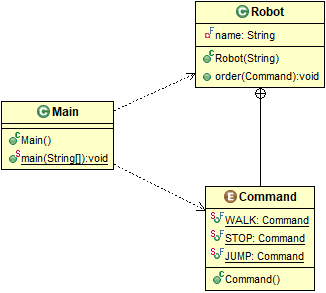 Robot
name: String
Robot(String)
order(Command):void
Main
Main()
main(String[]):void
Command
WALK: Command
STOP: Command
JUMP: Command
Command()